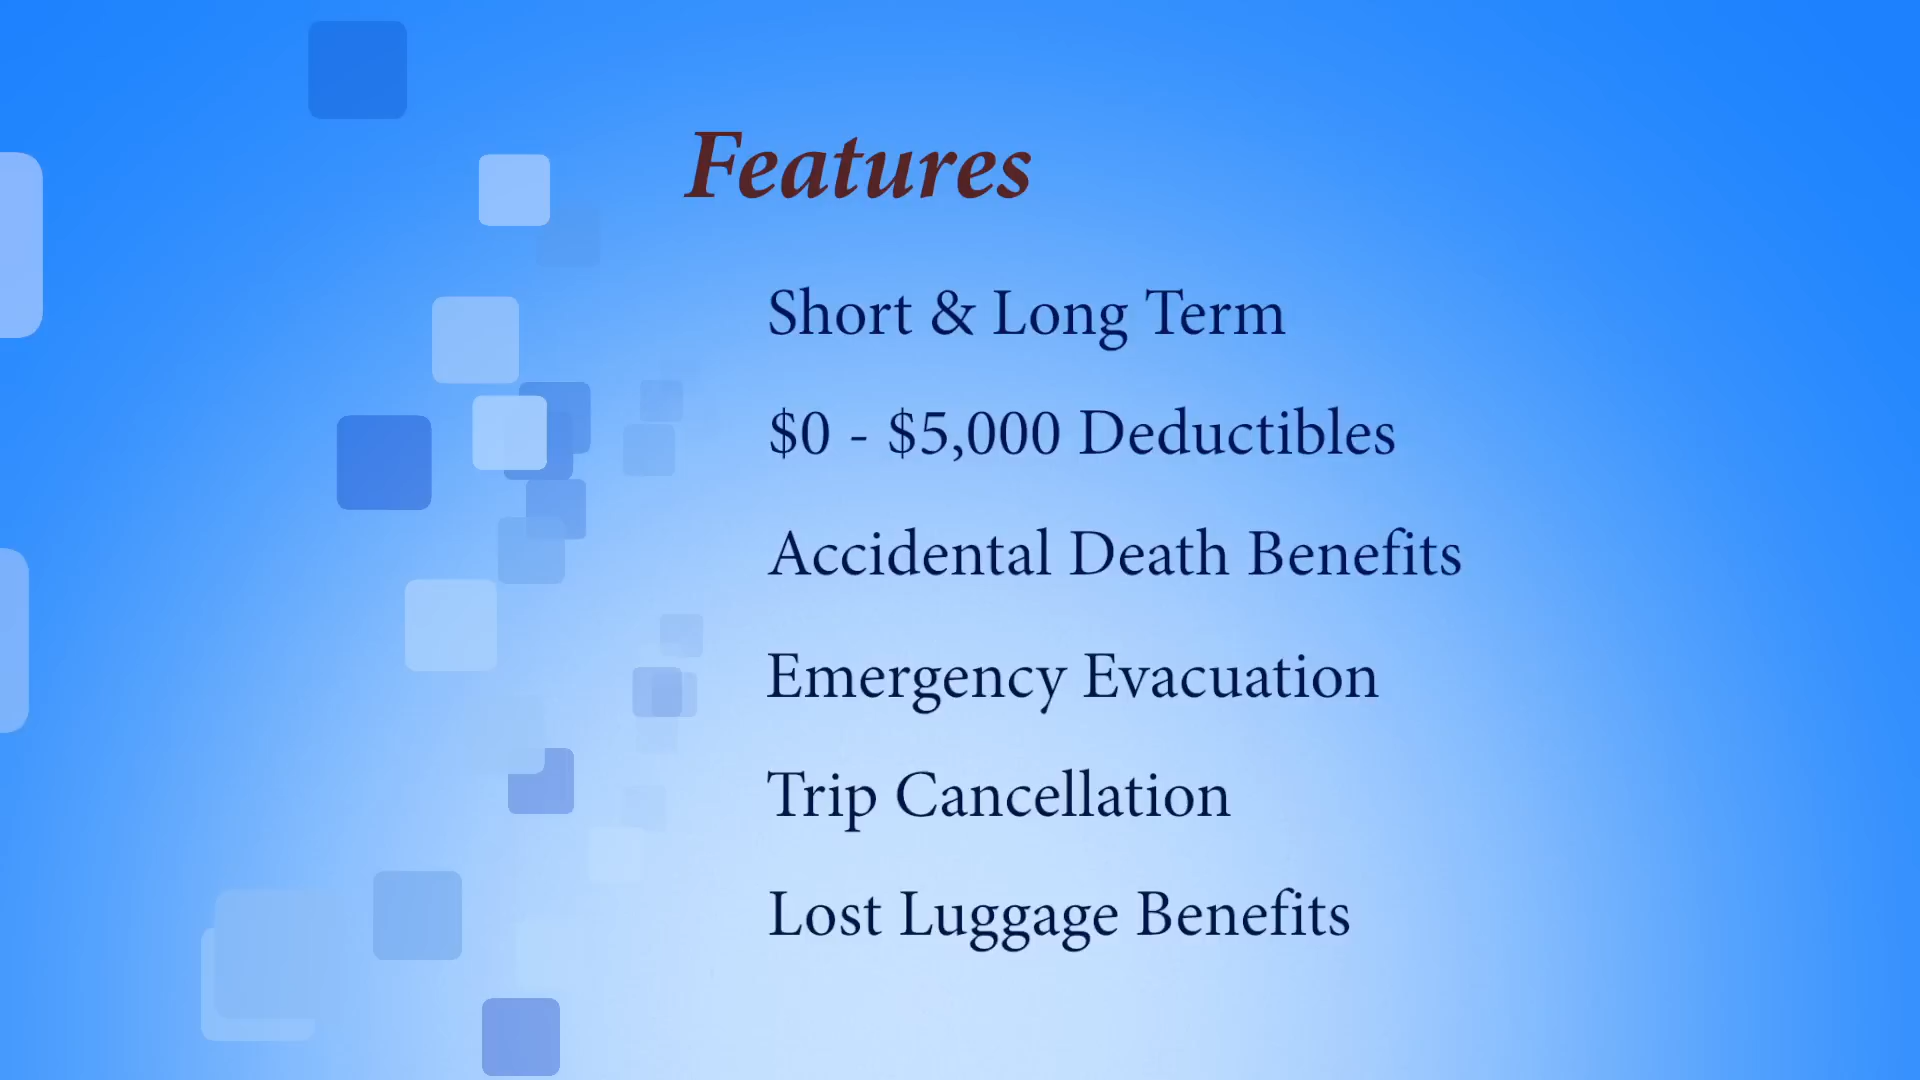 Features
Short & Long Term
$0 - $5,000 Deductibles
Accidental Death Benefits
Emergency Evacuation
Trip Cancellation
Lost Luggage Benefits